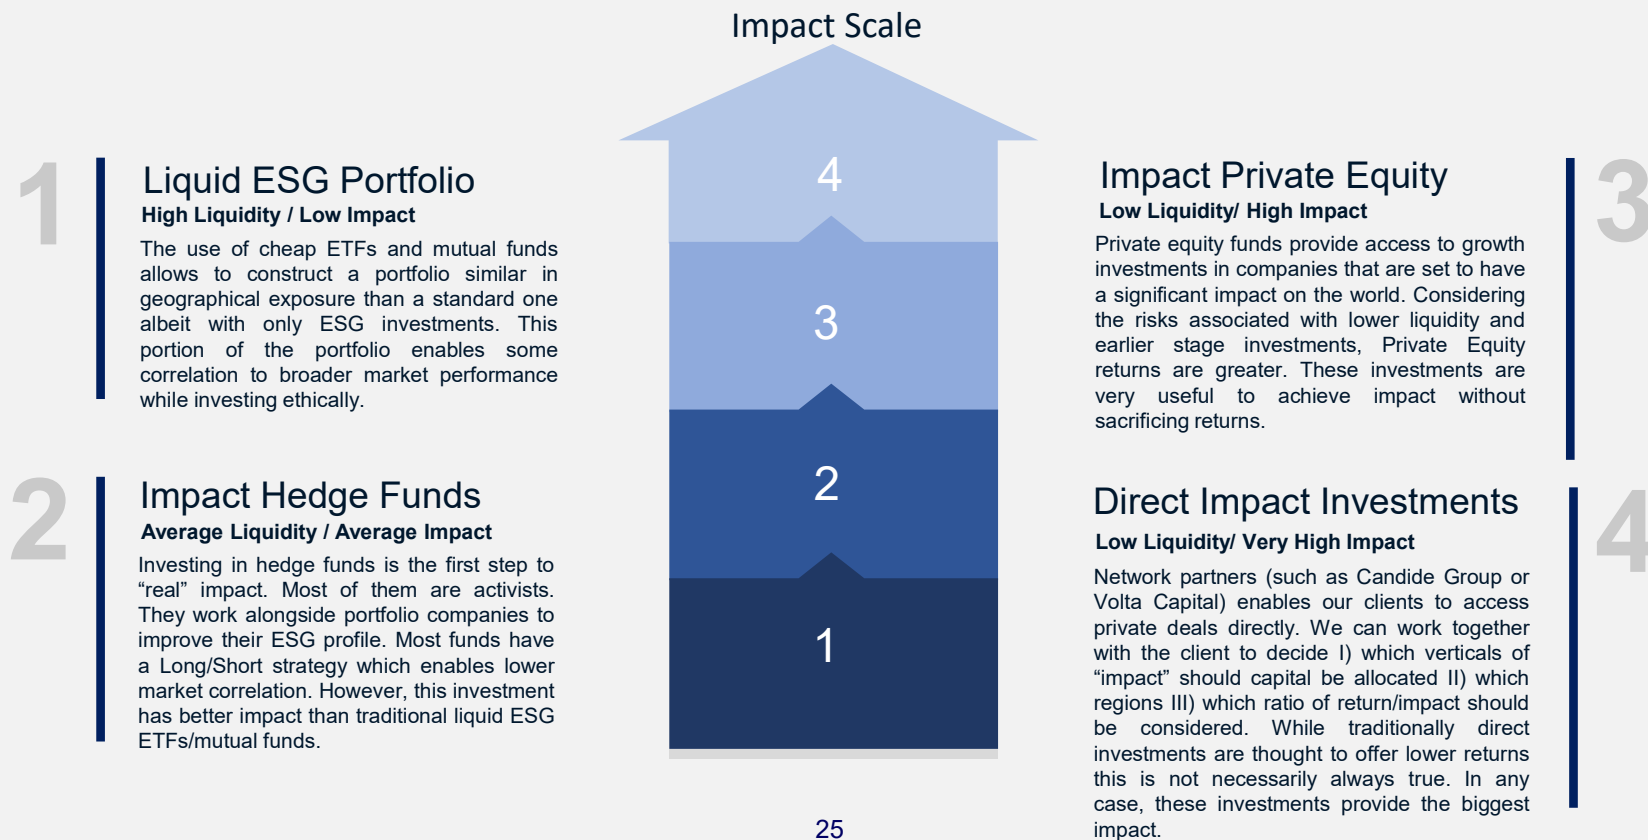 Impact Scale
1
Liquid ESG Portfolio
High Liquidity / Low Impact
The use of cheap ETFs and mutual funds
allows to construct a portfolio similar in
geographical exposure than a standard one
albeit with only ESG investments. This
portion of the portfolio enables some
correlation to broader market performance
while investing ethically.
2
Impact Hedge Funds
Average Liquidity / Average Impact
Investing in hedge funds is the first step to
“real” impact. Most of them are activists.
They work alongside portfolio companies to
improve their ESG profile. Most funds have
a Long/Short strategy which enables lower
market correlation. However, this investment
has better impact than traditional liquid ESG
ETFs/mutual funds.
4
3
2
1
Impact Private Equity
3
Low Liquidity/ High Impact
Private equity funds provide access to growth
investments in companies that are set to have
a significant impact on the world. Considering
the risks associated with lower liquidity and
earlier stage investments, Private Equity
returns are greater. These investments are
very useful to achieve impact without
sacrificing returns.
Direct Impact Investments
4
Low Liquidity/ Very High Impact
Network partners (such as Candide Group or
Volta Capital) enables our clients to access
private deals directly. We can work together
with the client to decide I) which verticals of
“impact” should capital be allocated II) which
regions III) which ratio of return/impact should
be considered. While traditionally direct
investments are thought to offer lower returns
this is not necessarily always true. In any
case, these investments provide the biggest
impact.
25